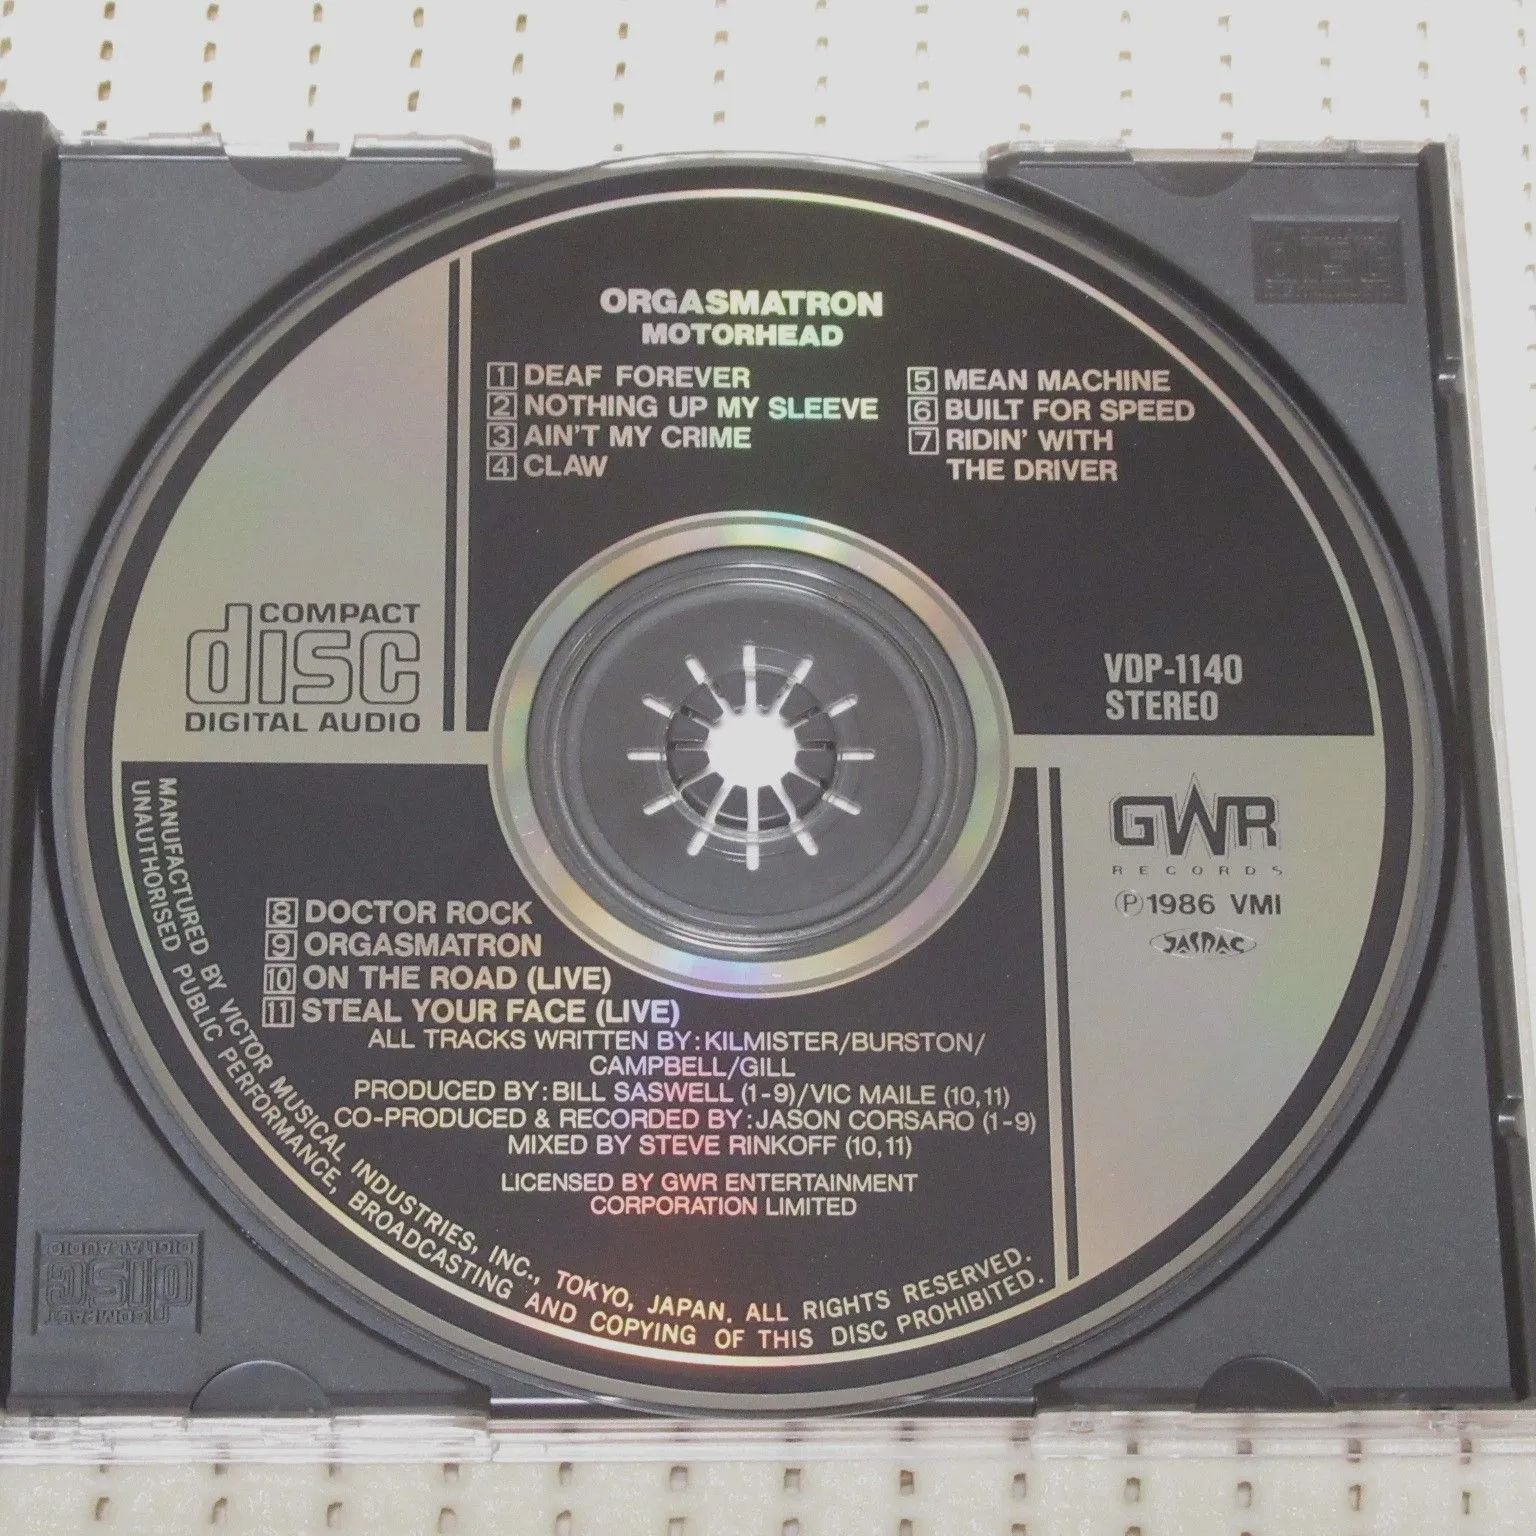 ORGASMATRON
MOTORHEAD
1 DEAF FOREVER
2 NOTHING UP MY SLEEVE
3 AIN'T MY CRIME
4 CLAW
5 MEAN MACHINE
6 BUILT FOR SPEED
7 RIDIN' WITH
THE DRIVER
COMPACT
disc
DIGITAL AUDIO
VDP-1140
STEREO
GWR
RECORDS
Ⓟ1986 VMI
JASRAC
8 DOCTOR ROCK
9 ORGASMATRON
10 ON THE ROAD (LIVE)
11 STEAL YOUR FACE (LIVE)
ALL TRACKS WRITTEN BY:KILMISTER/BURSTON/
CAMPBELL/GILL
PRODUCED BY:BILL SASWELL (1-9)/VIC MAILE (10,11)
CO-PRODUCED & RECORDED BY:JASON CORSARO (1-9)
MIXED BY STEVE RINKOFF (10,11)
LICENSED BY GWR ENTERTAINMENT
CORPORATION LIMITED
MANUFACTURED BY VICTOR MUSICAL INDUSTRIES, INC., TOKYO, JAPAN. ALL RIGHTS RESERVED.
UNAUTHORISED PUBLIC PERFORMANCE, BROADCASTING AND COPYING OF THIS DISC PROHIBITED.
COMPACT
disc
DIGITAL AUDIO